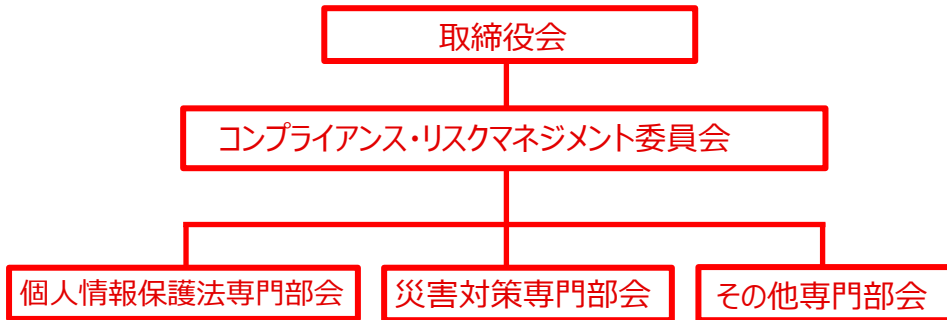 取締役会
コンプライアンス・リスクマネジメント委員会
個人情報保護法専門部会
災害対策専門部会
その他専門部会